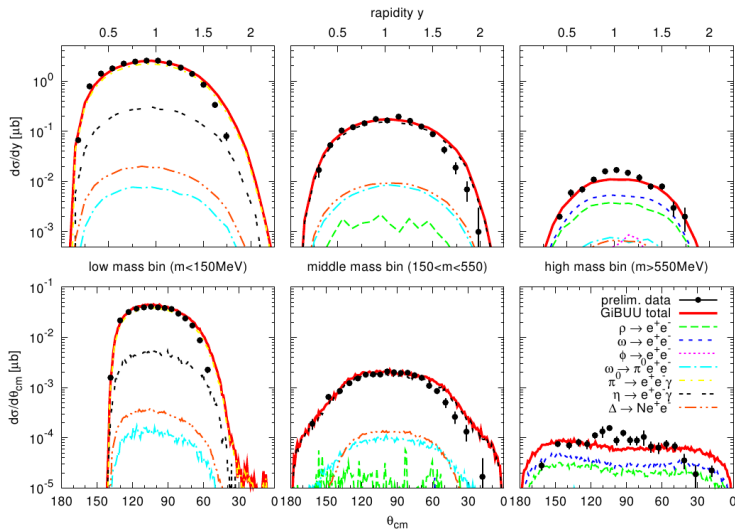 rapidity y
0.5 1 1.5 2 0.5 1 1.5 2 0.5 1 1.5 2
dσ/dy [μb]
10⁰
10⁻¹
10⁻²
10⁻³
low mass bin (m<150MeV) middle mass bin (150<m<550) high mass bin (m>550MeV)
dσ/dθcm [μb]
10⁻¹
10⁻²
10⁻³
10⁻⁴
10⁻⁵
prelim. data
GiBUU total
ρ → e⁺e⁻
ω → e⁺e⁻
φ → e⁺e⁻
ω → π⁰e⁺e⁻
π⁰ → e⁺e⁻γ
η → e⁺e⁻γ
Δ → Ne⁺e⁻
180 150 120 90 60 30 0 180 150 120 90 60 30 0 180 150 120 90 60 30 0
θcm